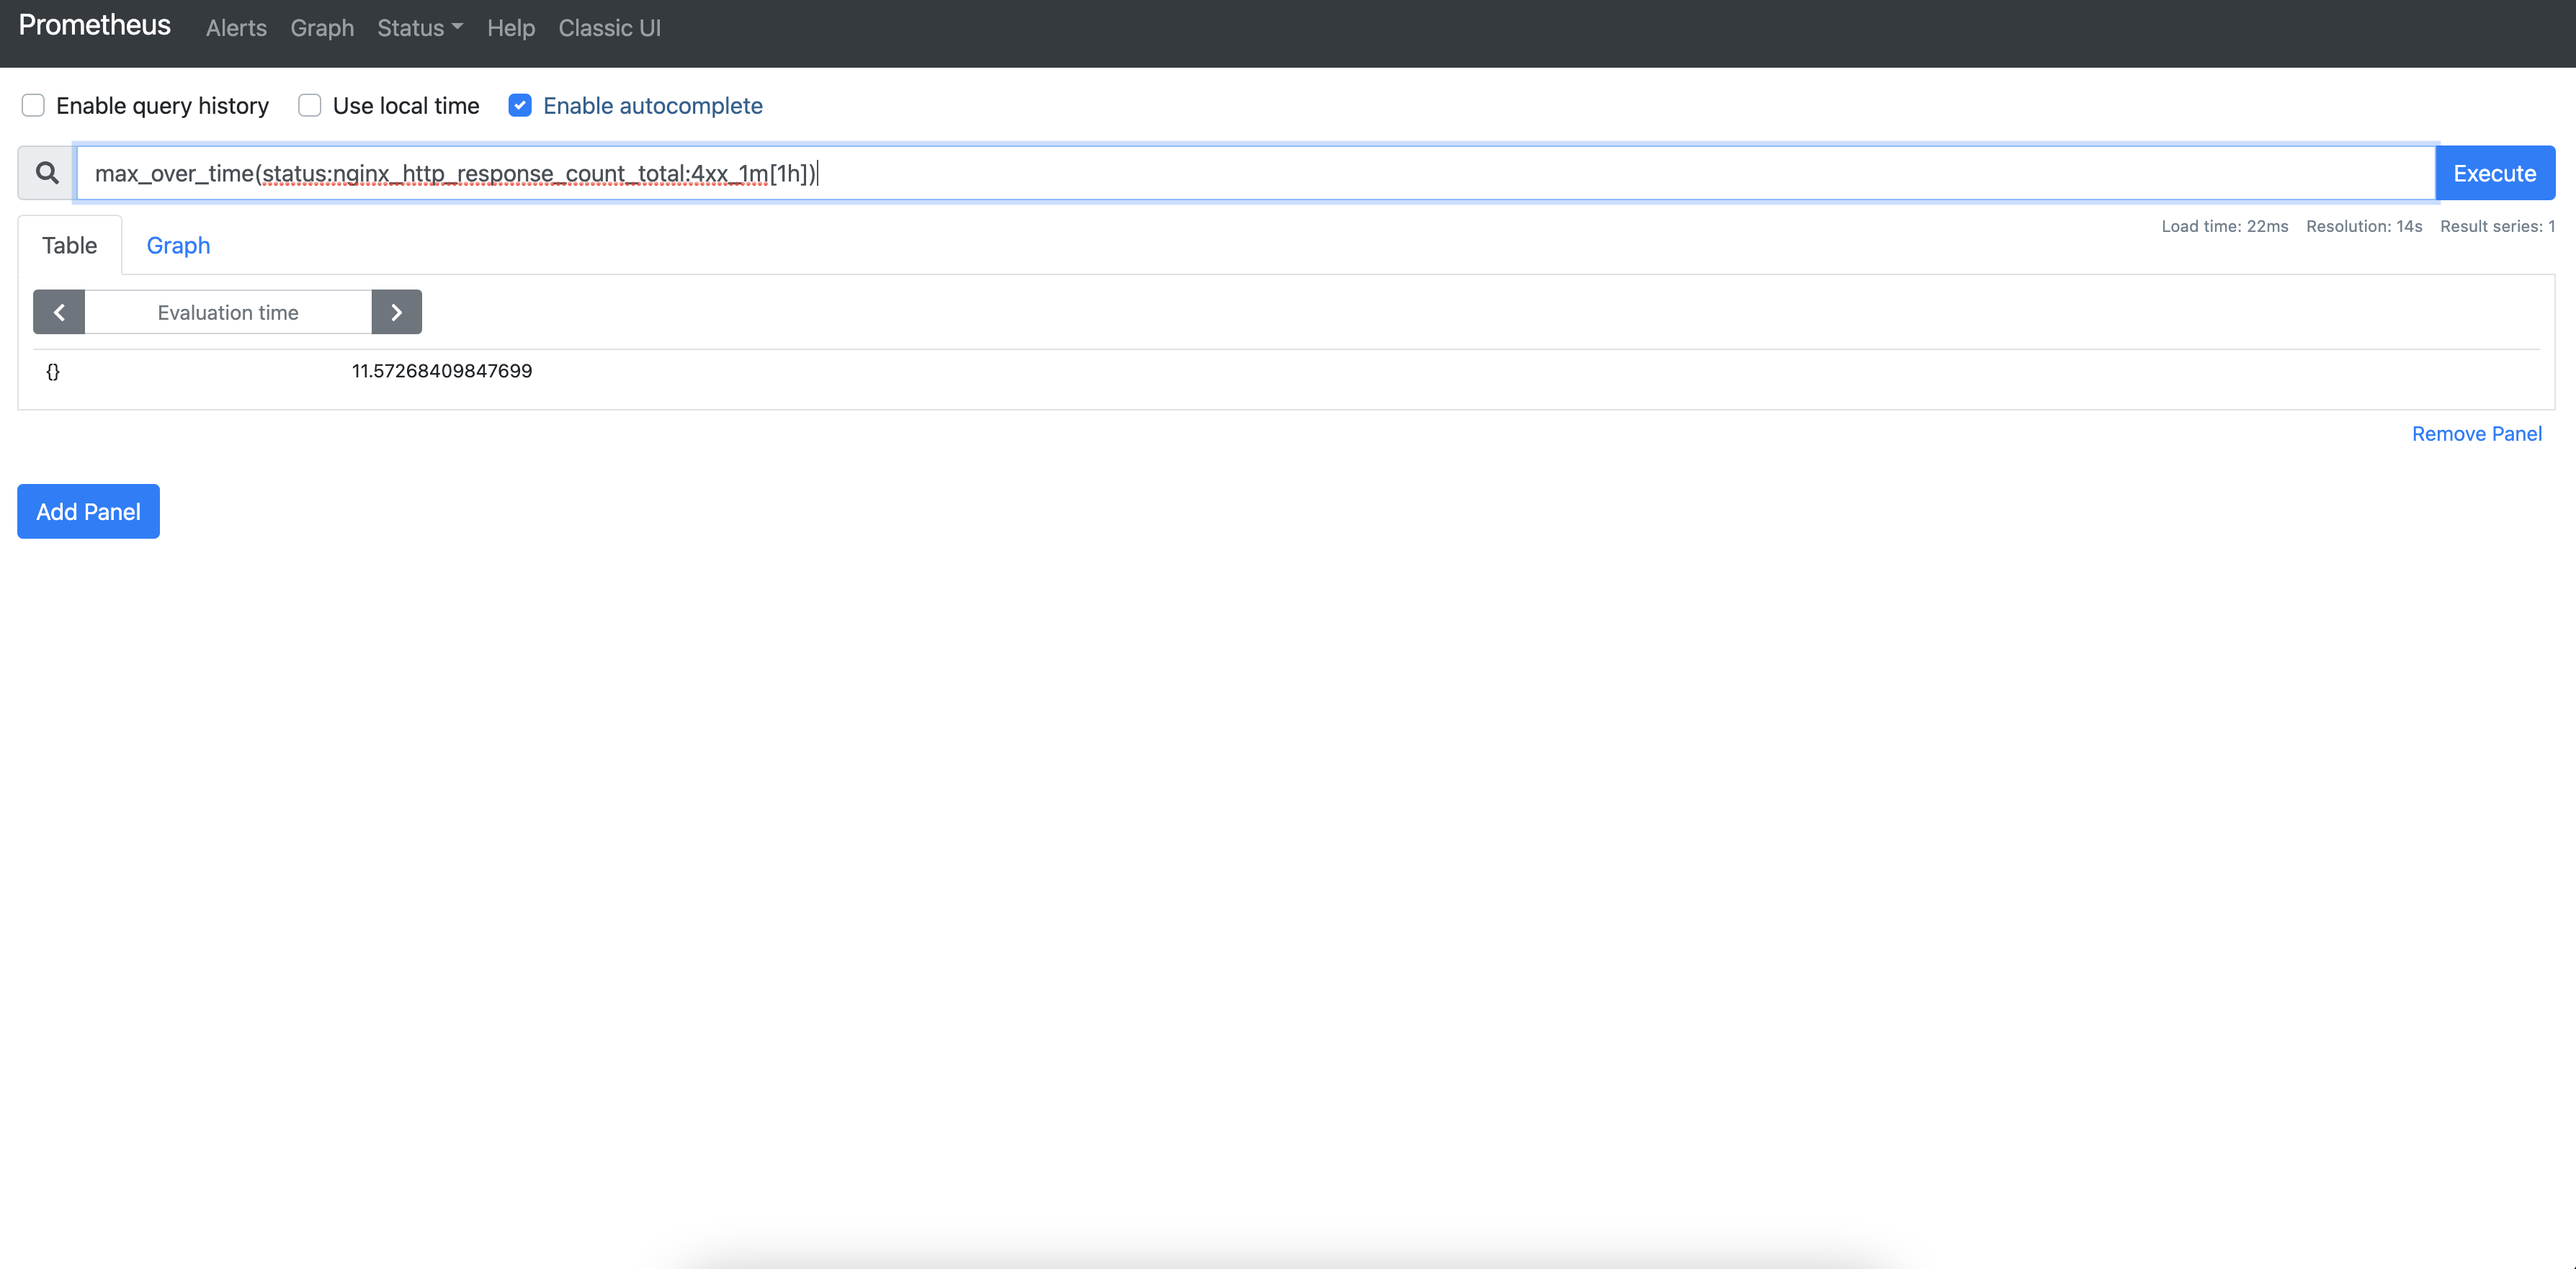 Prometheus Alerts Graph Status Help Classic UI
Enable query history Use local time Enable autocomplete
max_over_time(status:nginx_http_response_count_total:4xx_1m[1h]) Execute
Table Graph Load time: 22ms Resolution: 14s Result series: 1
Evaluation time
{} 11.57268409847699
Remove Panel
Add Panel